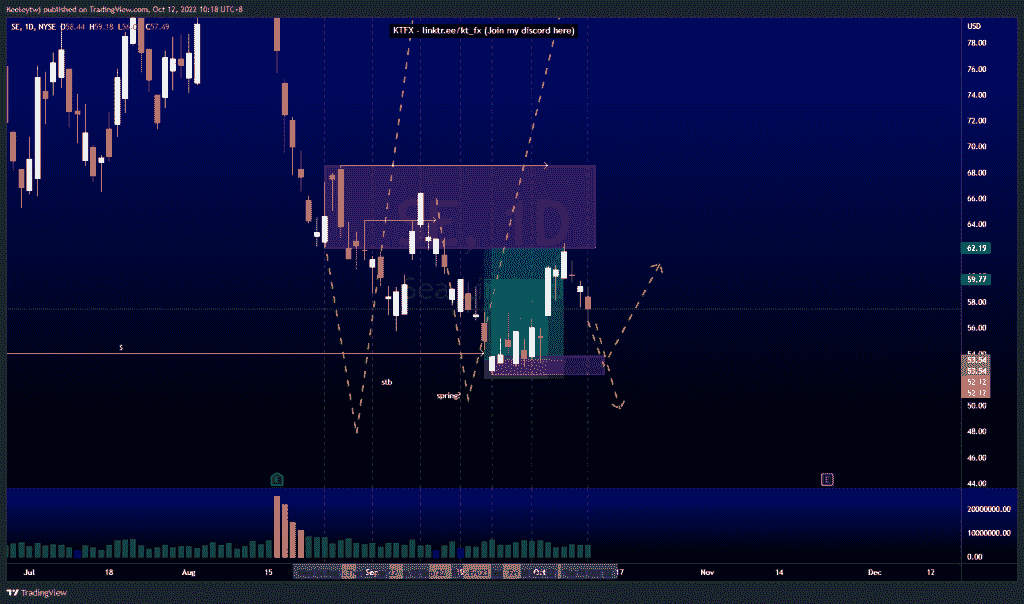 Keeleytwj published on TradingView.com, Oct 12, 2022 10:18 UTC+8
SE, 1D, NYSE O58.44 H59.18 C57.49
KTFX - linktr.ee/kt_fx (Join my discord here)
USD
78.00
76.00
74.00
72.00
70.00
68.00
66.00
64.00
62.19
59.77
58.00
56.00
54.00
53.54
53.54
52.12
52.12
50.00
48.00
46.00
44.00
SE, 1D
$
stb
spring?
E
E
20000000.00
10000000.00
0.00
Jul
18
Aug
15
Sep
Oct
17
Nov
14
Dec
12
TradingView